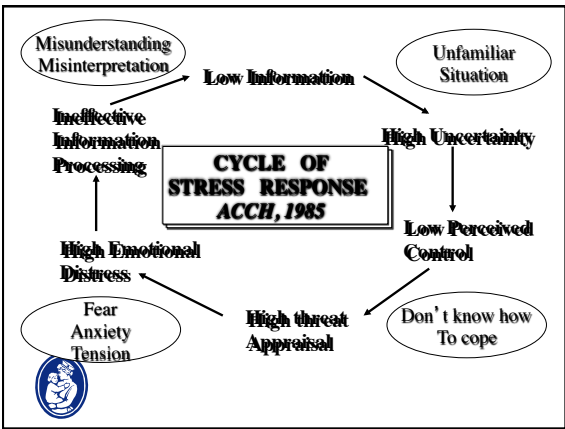 Misunderstanding
Misinterpretation
Low Information
Unfamiliar
Situation
Ineffective
Information
Processing
High Uncertainty
CYCLE OF
STRESS RESPONSE
ACCH, 1985
Low Perceived
Control
High Emotional
Distress
High threat
Appraisal
Fear
Anxiety
Tension
Don't know how
To cope